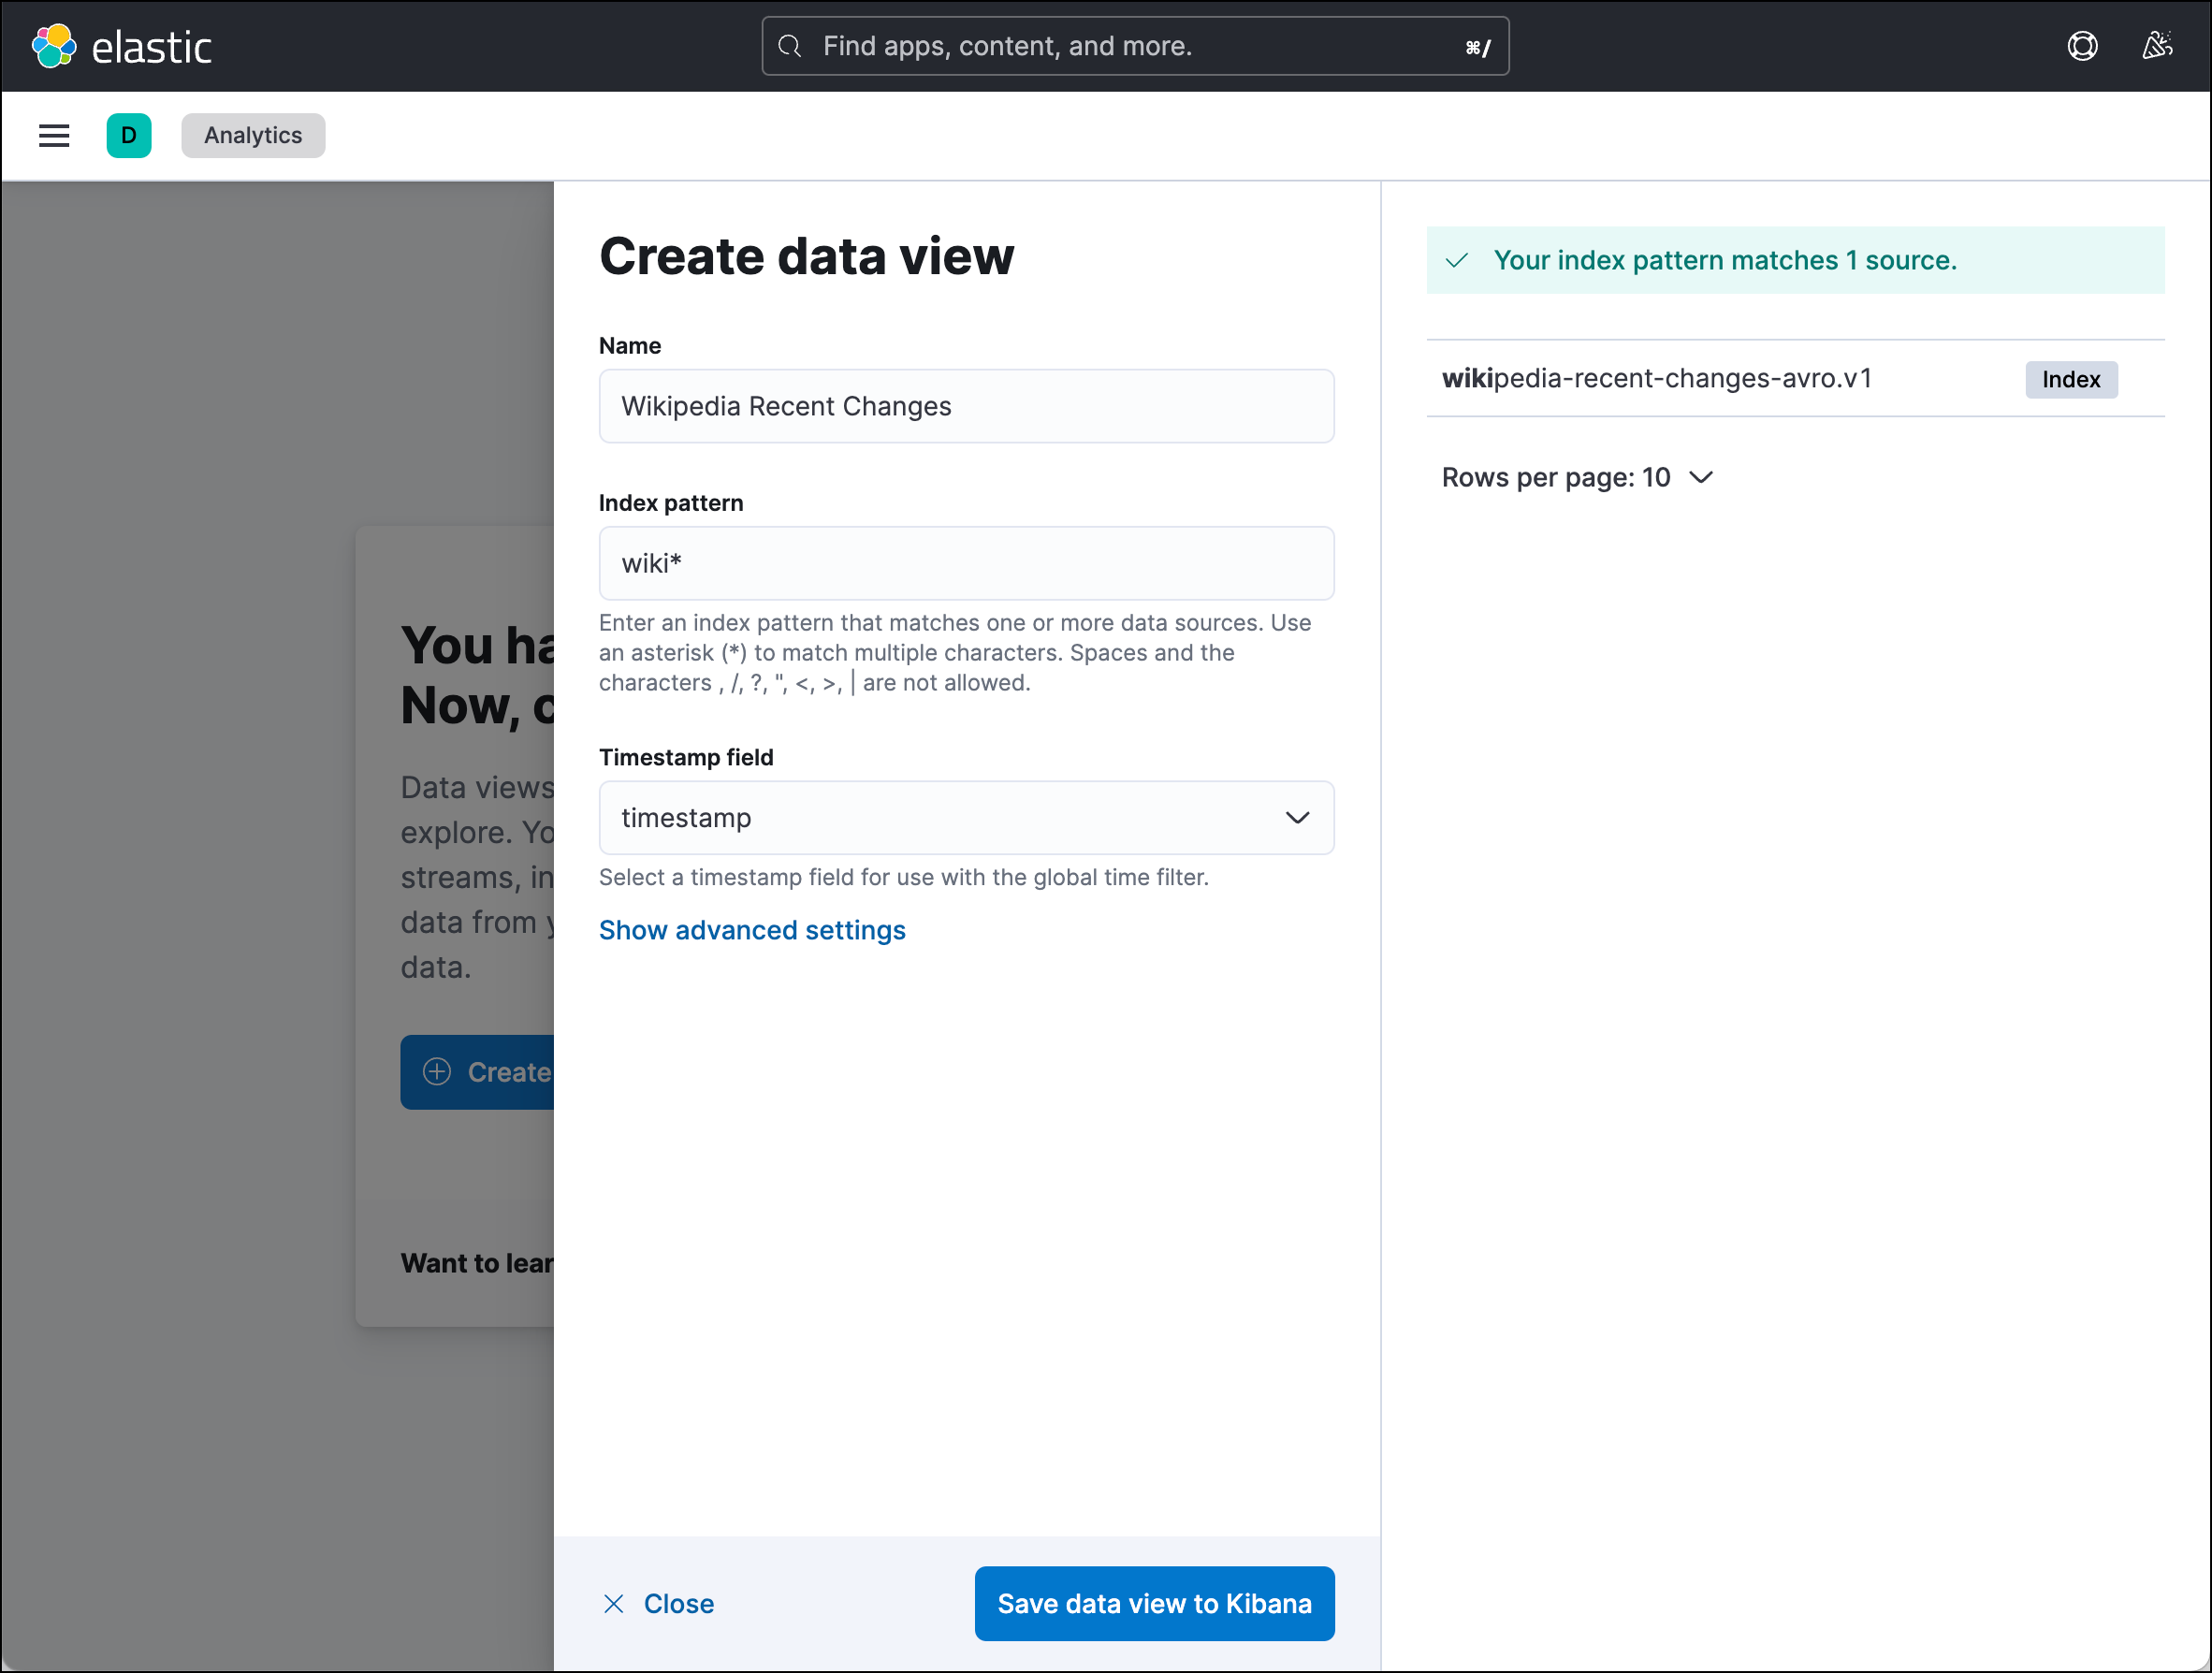 elastic
Find apps, content, and more.
⌘/
D
Analytics
You ha
Now, c
Data views
explore. Yo
streams, in
data from y
data.
Create
Want to lear
Create data view
Name
Wikipedia Recent Changes
Index pattern
wiki*
Enter an index pattern that matches one or more data sources. Use
an asterisk (*) to match multiple characters. Spaces and the
characters , /, ?, ", <, >, | are not allowed.
Timestamp field
timestamp
Select a timestamp field for use with the global time filter.
Show advanced settings
Close
Save data view to Kibana
Your index pattern matches 1 source.
wikipedia-recent-changes-avro.v1
Index
Rows per page: 10